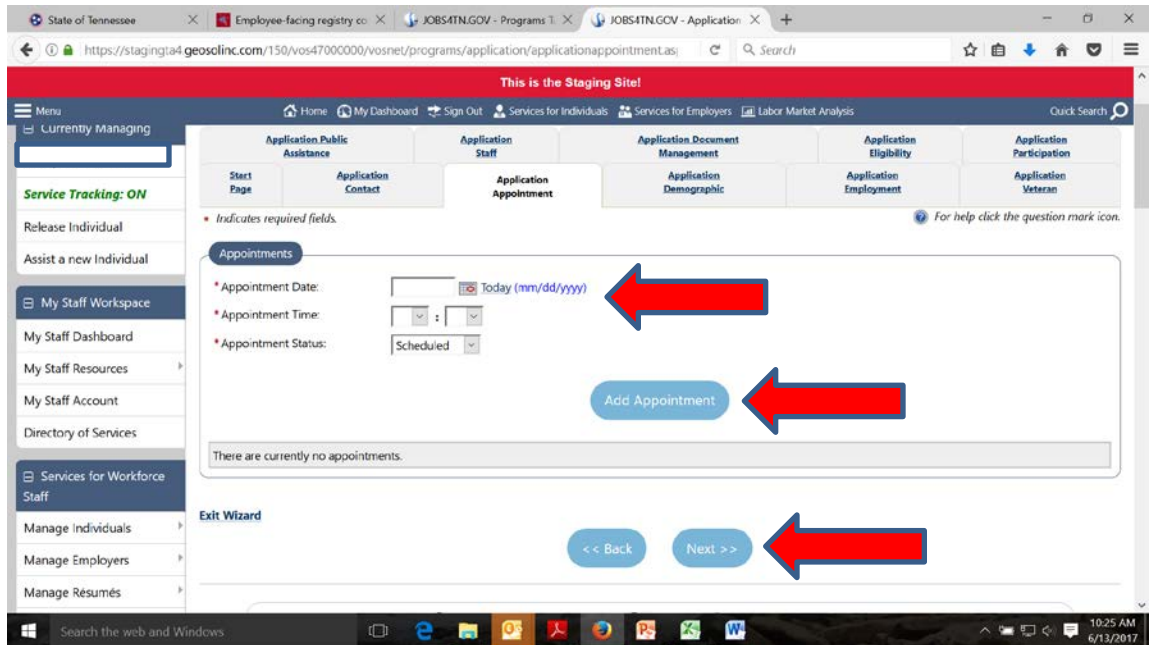 State of Tennessee
Employee-facing registry co
JOBS4TN.GOV - Programs T
JOBS4TN.GOV - Application
https://stagingta4.geosolinc.com/150/vos47000000/vosnet/programs/application/applicationappointment.as
Search
This is the Staging Site!
Menu
Home My Dashboard Sign Out Services for Individuals Services for Employers Labor Market Analysis
Quick Search
Currently Managing
Service Tracking: ON
Release Individual
Assist a new Individual
My Staff Workspace
My Staff Dashboard
My Staff Resources
My Staff Account
Directory of Services
Services for Workforce
Staff
Manage Individuals
Manage Employers
Manage Résumés
Application Public
Assistance
Application
Staff
Application Document
Management
Application
Eligibility
Application
Participation
Start
Page
Application
Contact
Application
Appointment
Application
Demographic
Application
Employment
Application
Veteran
• Indicates required fields.
For help click the question mark icon.
Appointments
* Appointment Date:
Today (mm/dd/yyyy)
* Appointment Time:
:
* Appointment Status:
Scheduled
Add Appointment
There are currently no appointments.
Exit Wizard
<< Back
Next >>
Search the web and Windows
10:25 AM
6/13/2017